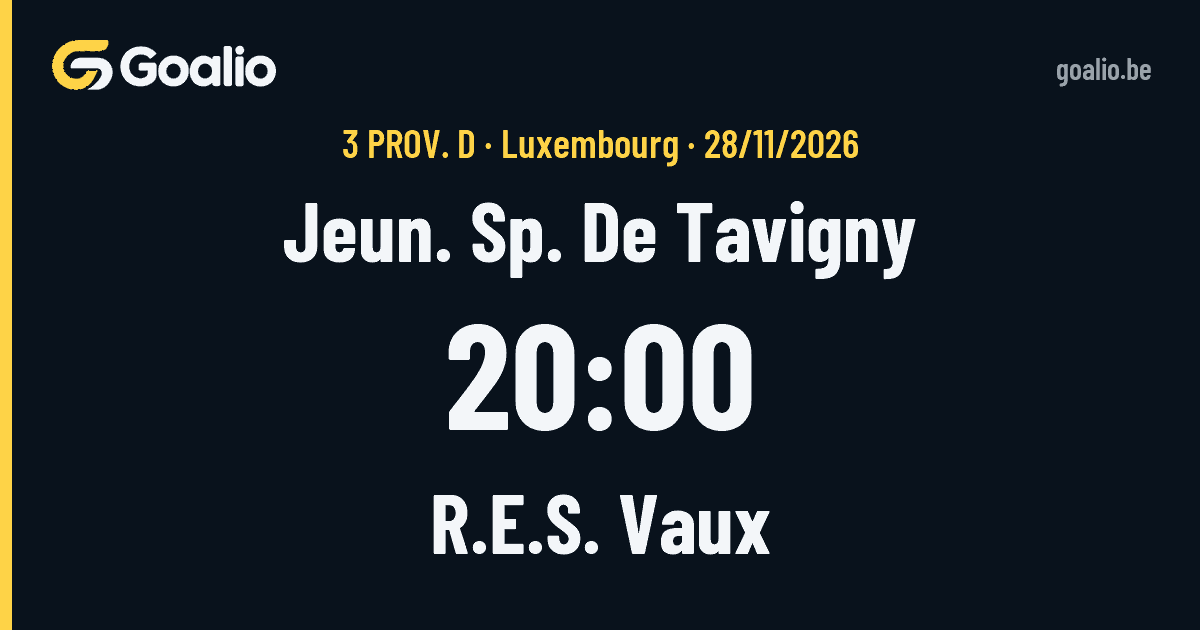 Goalio
goalio.be
3 PROV. D · Luxembourg · 28/11/2026
Jeun. Sp. De Tavigny
20:00
R.E.S. Vaux